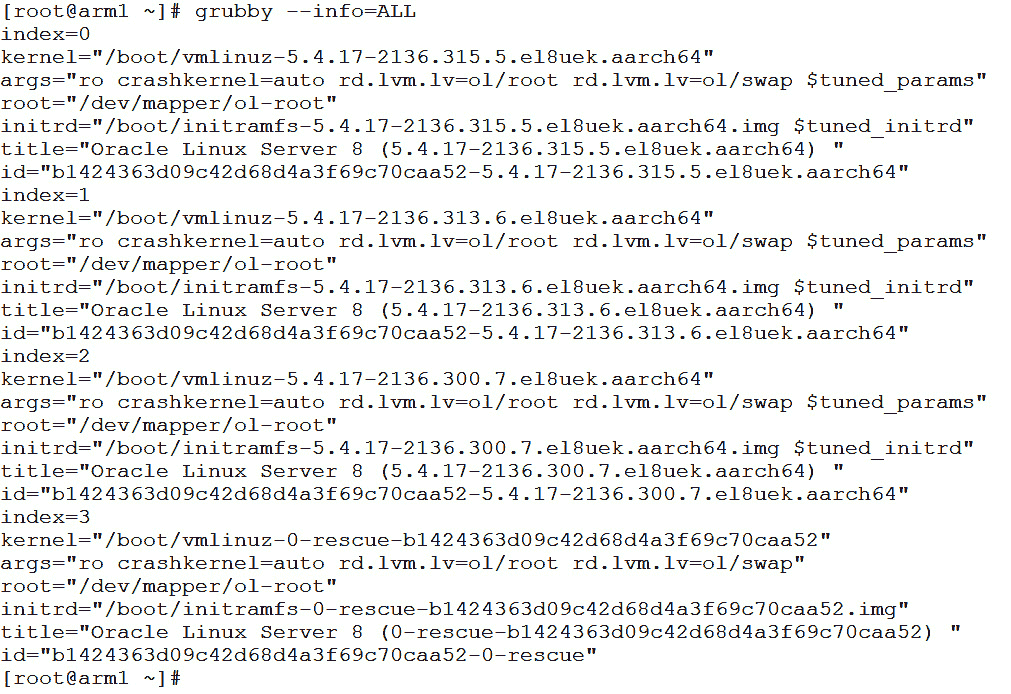 [root@arm1 ~]# grubby --info=ALL
index=0
kernel="/boot/vmlinuz-5.4.17-2136.315.5.el8uek.aarch64"
args="ro crashkernel=auto rd.lvm.lv=ol/root rd.lvm.lv=ol/swap $tuned_params"
root="/dev/mapper/ol-root"
initrd="/boot/initramfs-5.4.17-2136.315.5.el8uek.aarch64.img $tuned_initrd"
title="Oracle Linux Server 8 (5.4.17-2136.315.5.el8uek.aarch64) "
id="b1424363d09c42d68d4a3f69c70caa52-5.4.17-2136.315.5.el8uek.aarch64"
index=1
kernel="/boot/vmlinuz-5.4.17-2136.313.6.el8uek.aarch64"
args="ro crashkernel=auto rd.lvm.lv=ol/root rd.lvm.lv=ol/swap $tuned_params"
root="/dev/mapper/ol-root"
initrd="/boot/initramfs-5.4.17-2136.313.6.el8uek.aarch64.img $tuned_initrd"
title="Oracle Linux Server 8 (5.4.17-2136.313.6.el8uek.aarch64) "
id="b1424363d09c42d68d4a3f69c70caa52-5.4.17-2136.313.6.el8uek.aarch64"
index=2
kernel="/boot/vmlinuz-5.4.17-2136.300.7.el8uek.aarch64"
args="ro crashkernel=auto rd.lvm.lv=ol/root rd.lvm.lv=ol/swap $tuned_params"
root="/dev/mapper/ol-root"
initrd="/boot/initramfs-5.4.17-2136.300.7.el8uek.aarch64.img $tuned_initrd"
title="Oracle Linux Server 8 (5.4.17-2136.300.7.el8uek.aarch64) "
id="b1424363d09c42d68d4a3f69c70caa52-5.4.17-2136.300.7.el8uek.aarch64"
index=3
kernel="/boot/vmlinuz-0-rescue-b1424363d09c42d68d4a3f69c70caa52"
args="ro crashkernel=auto rd.lvm.lv=ol/root rd.lvm.lv=ol/swap"
root="/dev/mapper/ol-root"
initrd="/boot/initramfs-0-rescue-b1424363d09c42d68d4a3f69c70caa52.img"
title="Oracle Linux Server 8 (0-rescue-b1424363d09c42d68d4a3f69c70caa52) "
id="b1424363d09c42d68d4a3f69c70caa52-0-rescue"
[root@arm1 ~]#